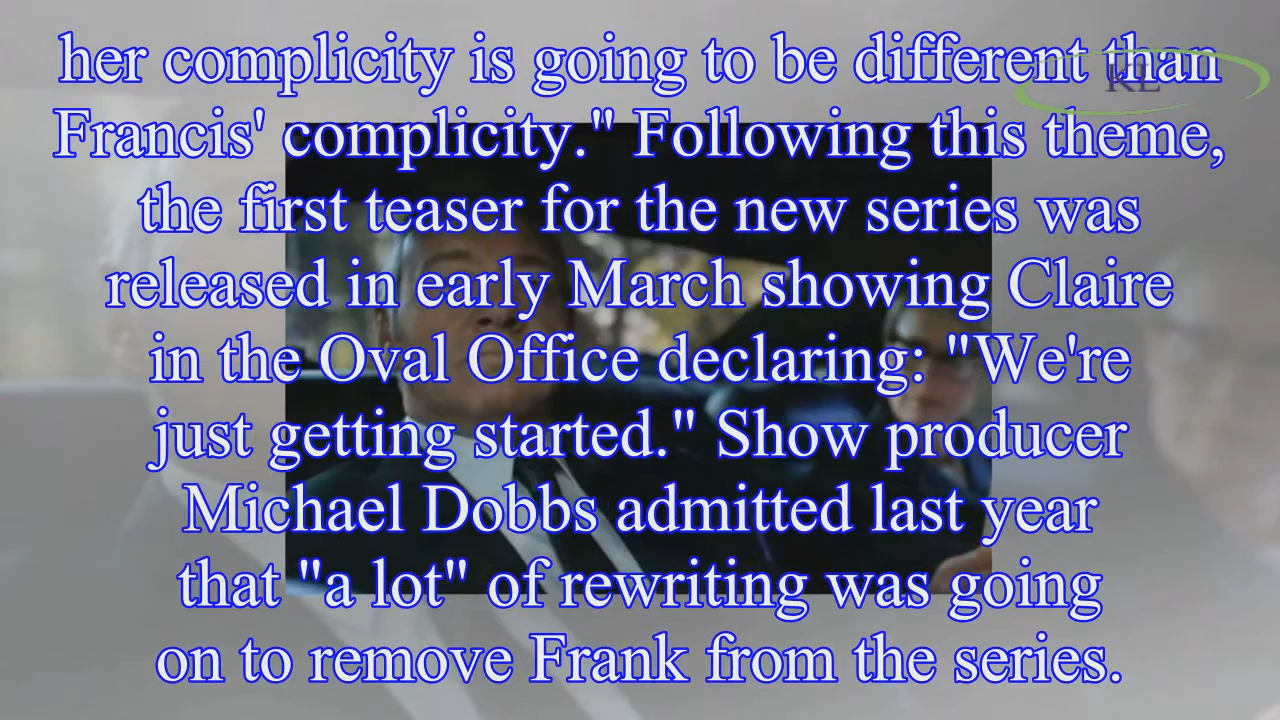 her complicity is going to be different than
KL
Francis' complicity." Following this theme,
the first teaser for the new series was
released in early March showing Claire
in the Oval Office declaring: "We're
just getting started." Show producer
Michael Dobbs admitted last year
that "a lot" of rewriting was going
on to remove Frank from the series.